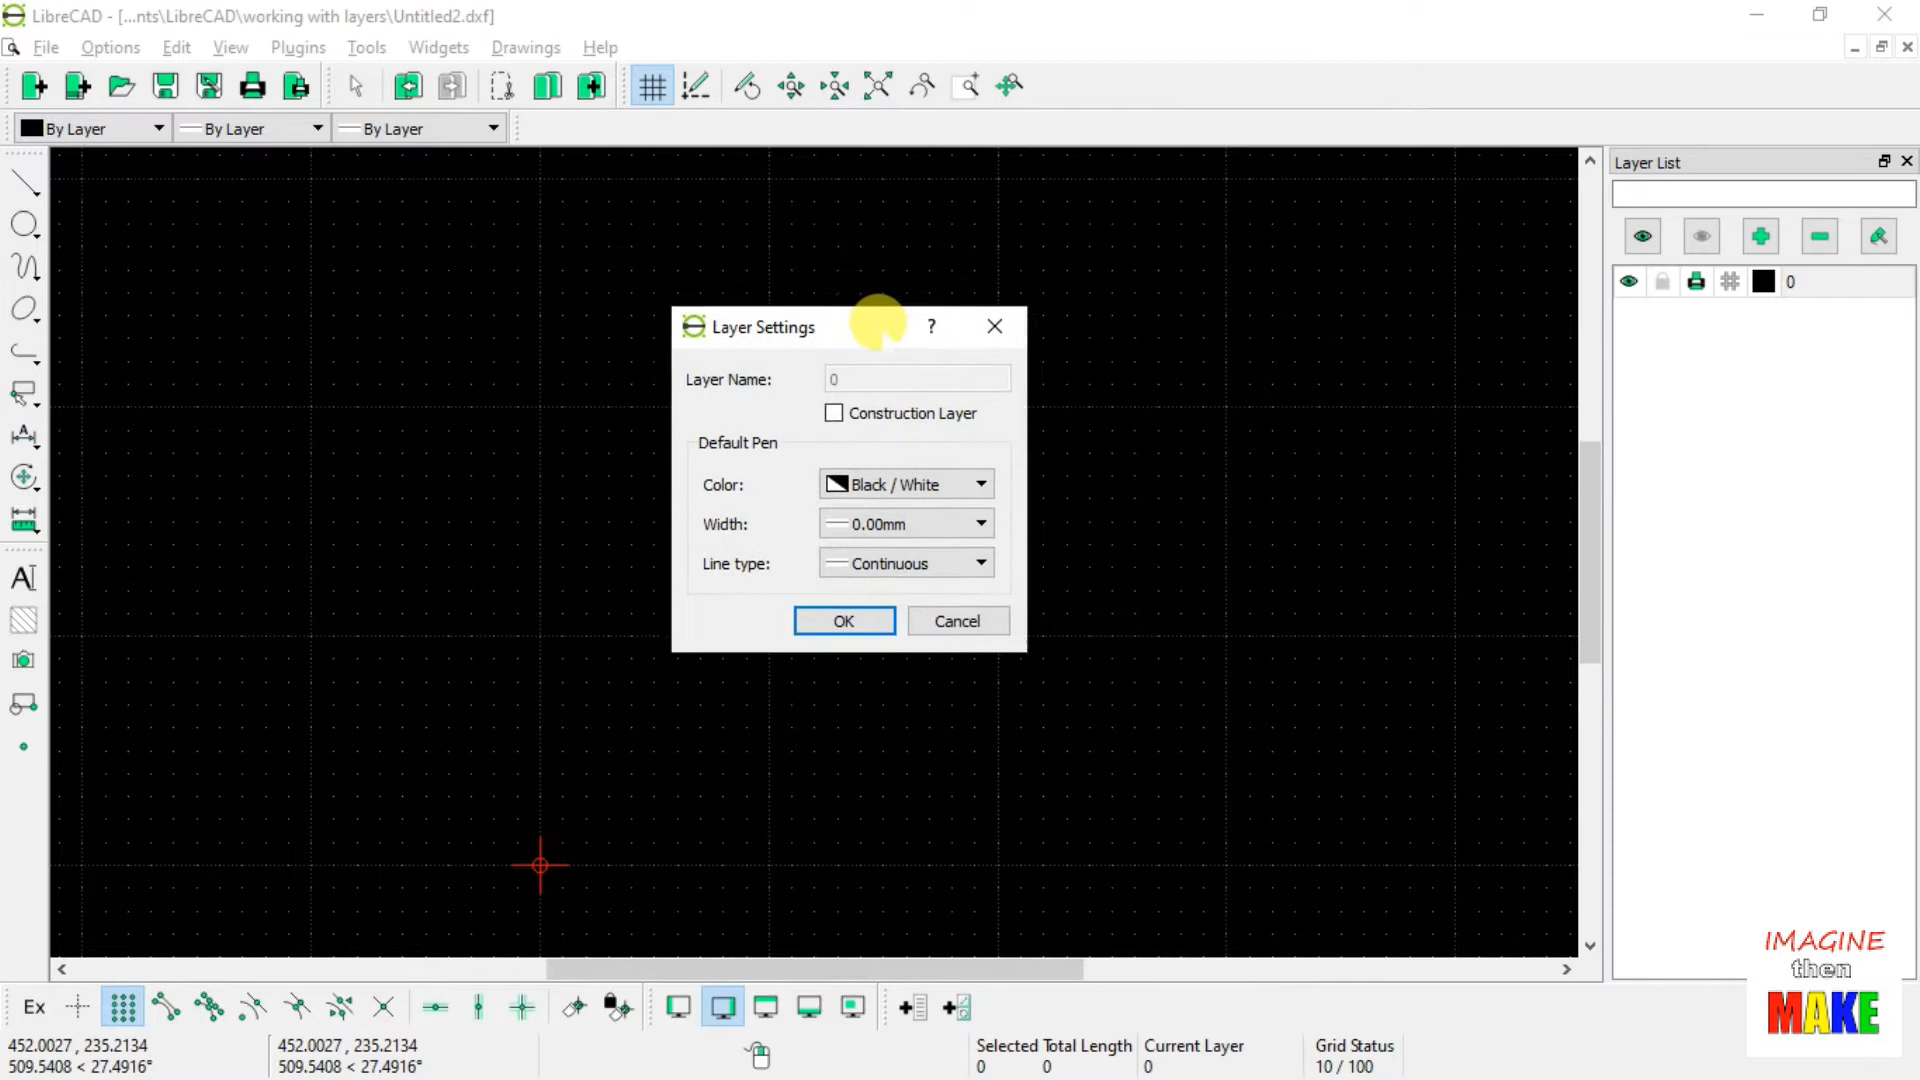 LibreCAD - [...nts\LibreCAD\working with layers\Untitled2.dxf]
File Options Edit View Plugins Tools Widgets Drawings Help
By Layer By Layer By Layer
Layer List
0
Layer Settings ?
Layer Name: 0
Construction Layer
Default Pen
Color: Black / White
Width: 0.00mm
Line type: Continuous
OK Cancel
A
IMAGINE
then
MAKE
Ex
452.0027 , 235.2134 452.0027 , 235.2134 Selected Total Length Current Layer Grid Status
509.5408 < 27.4916° 509.5408 < 27.4916° 0 0 0 10 / 100